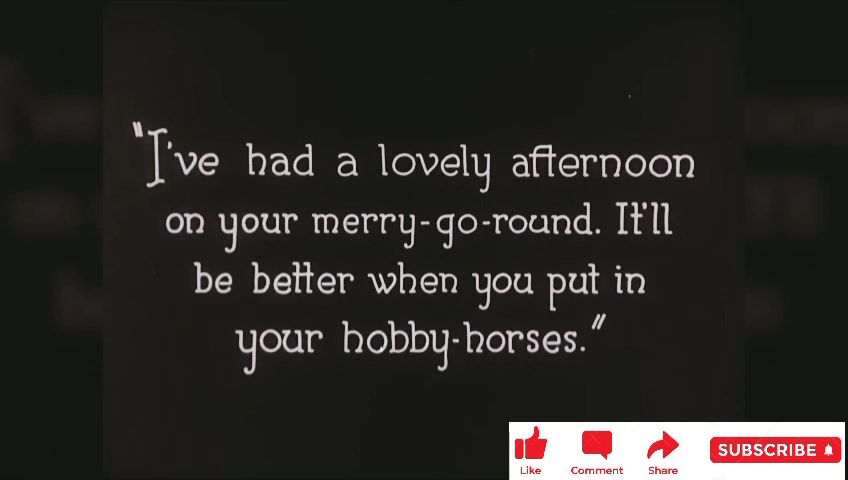 "I've had a lovely afternoon
on your merry-go-round. It'll
be better when you put in
your hobby-horses."
Like
Comment
Share
SUBSCRIBE